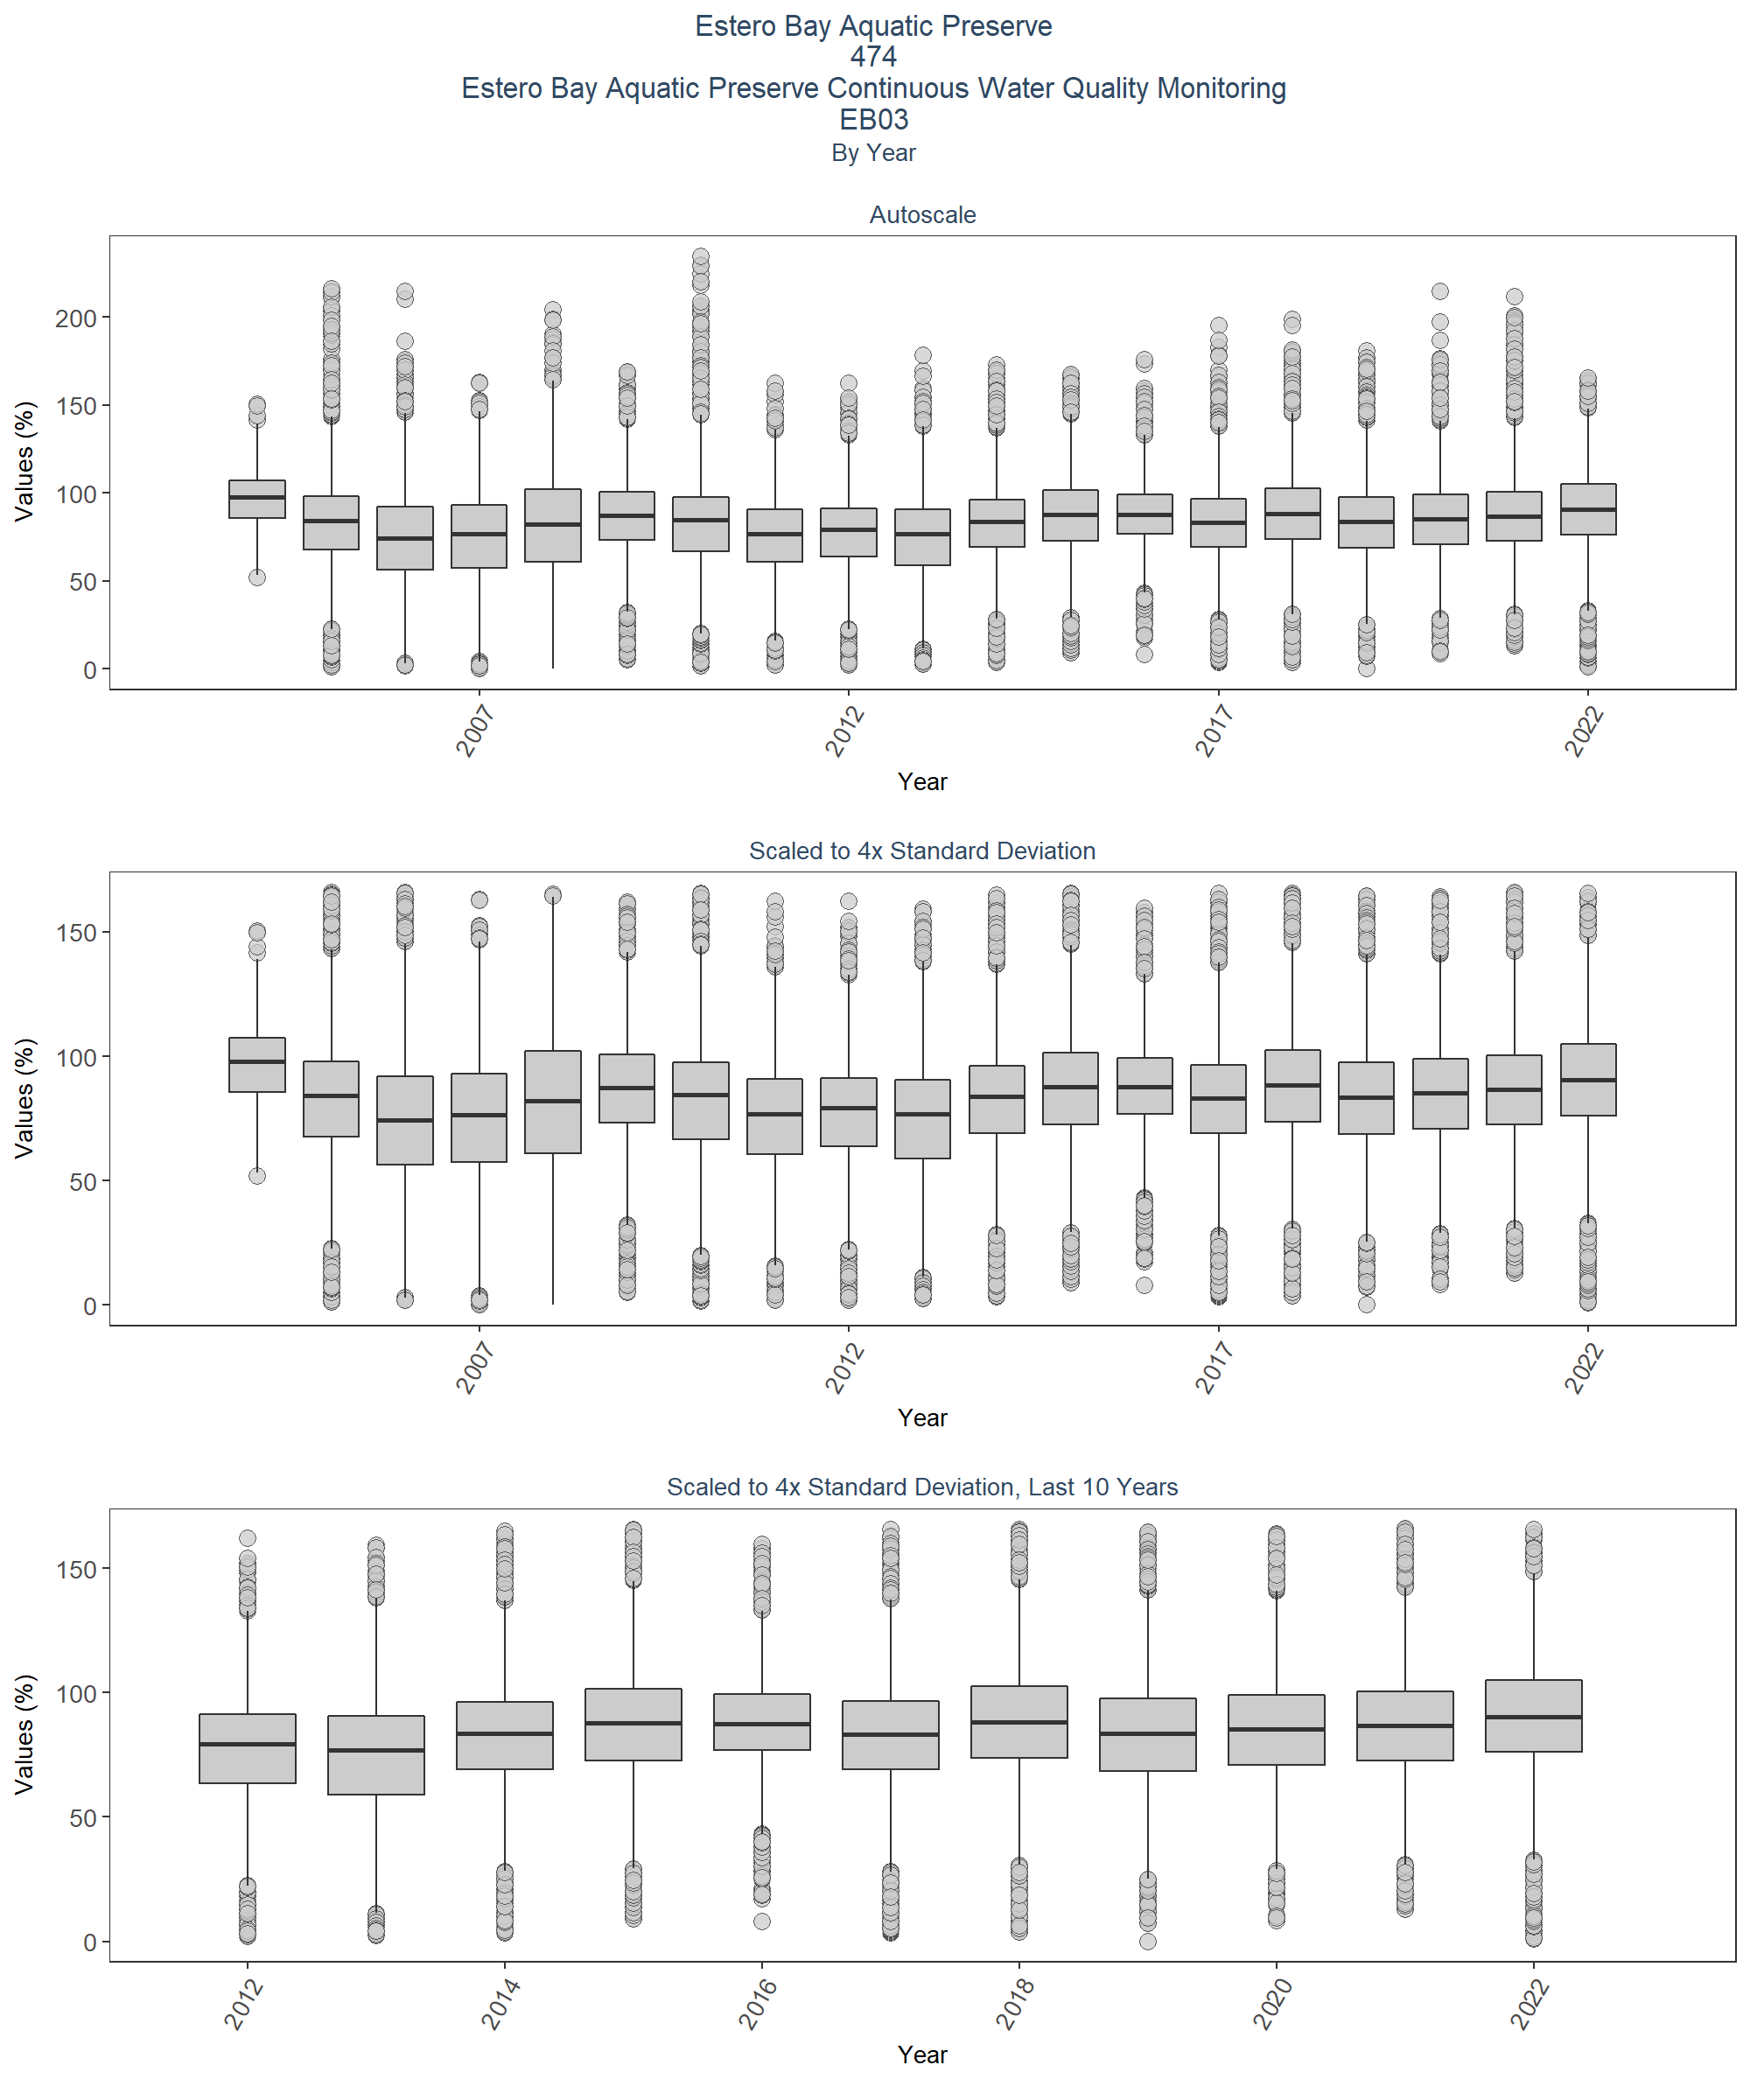 Estero Bay Aquatic Preserve
474
Estero Bay Aquatic Preserve Continuous Water Quality Monitoring
EB03
By Year
Autoscale
Values (%)
200
150
100
50
0
2007
2012
2017
2022
Year
Scaled to 4x Standard Deviation
Values (%)
150
100
50
0
2007
2012
2017
2022
Year
Scaled to 4x Standard Deviation, Last 10 Years
Values (%)
150
100
50
0
2012
2014
2016
2018
2020
2022
Year